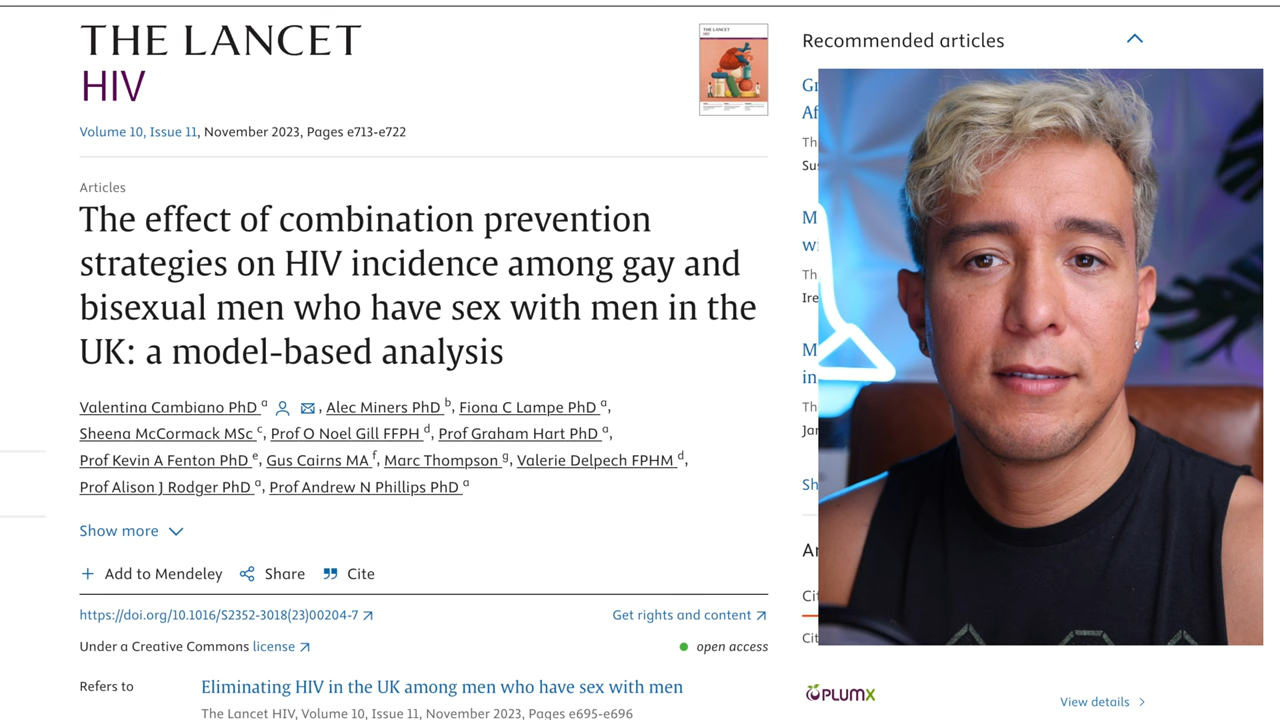 THE LANCET
HIV
Volume 10, Issue 11, November 2023, Pages e713-e722
Articles
The effect of combination prevention
strategies on HIV incidence among gay and
bisexual men who have sex with men in the
UK: a model-based analysis
Valentina Cambiano PhD a, Alec Miners PhD b, Fiona C Lampe PhD a,
Sheena McCormack MSc c, Prof O Noel Gill FFPH d, Prof Graham Hart PhD a,
Prof Kevin A Fenton PhD e, Gus Cairns MA f, Marc Thompson g, Valerie Delpech FPHM d,
Prof Alison J Rodger PhD a, Prof Andrew N Phillips PhD a
Show more
+ Add to Mendeley Share Cite
https://doi.org/10.1016/S2352-3018(23)00204-7 Get rights and content
Under a Creative Commons license open access
Refers to Eliminating HIV in the UK among men who have sex with men
The Lancet HIV, Volume 10, Issue 11, November 2023, Pages e695-e696
THE LANCET
HIV
Recommended articles
PLUMX
View details